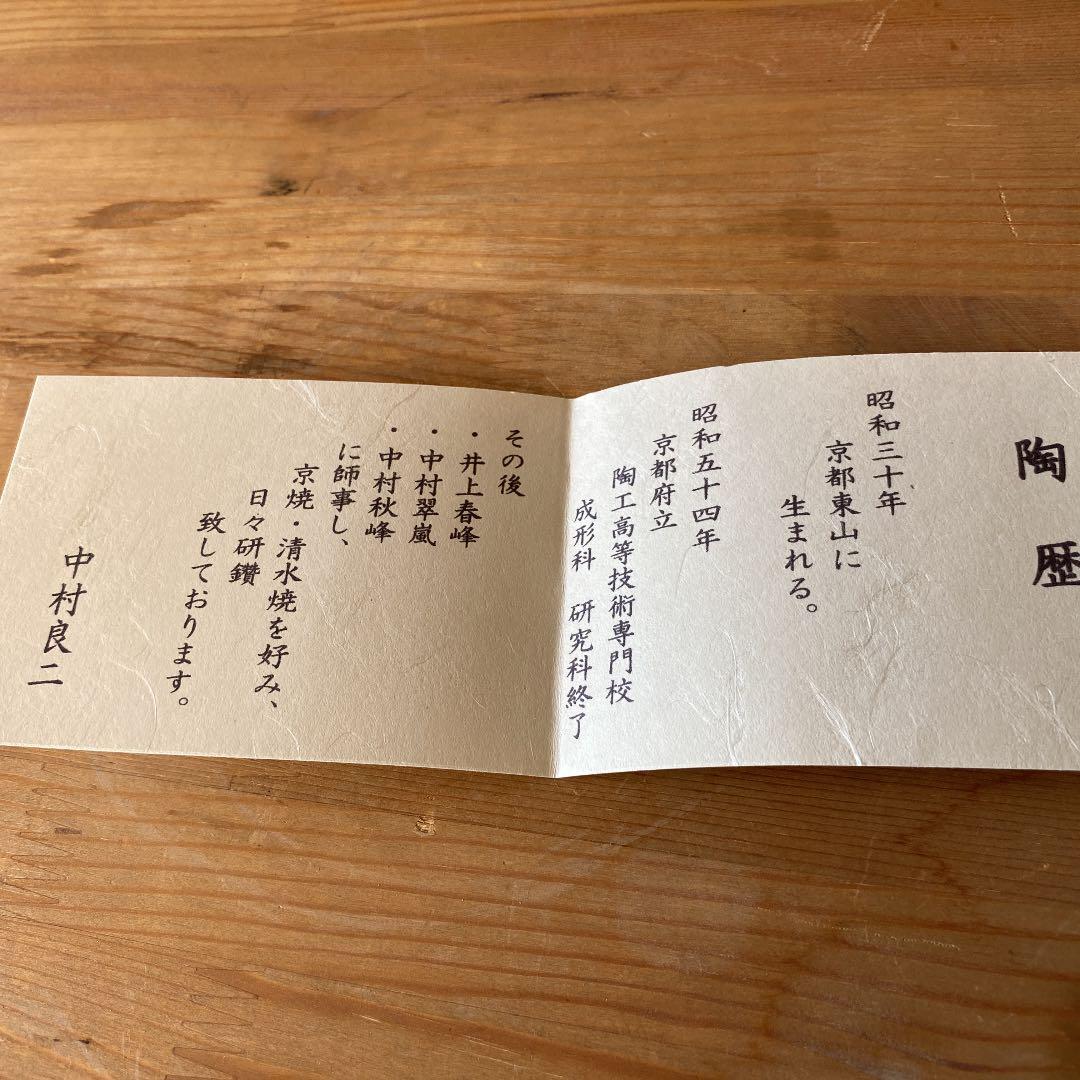 陶歴
昭和三十年
京都東山に
生まれる。
昭和五十四年
京都府立
陶工高等技術専門校
成形科 研究科終了
その後
・井上春峰
・中村翠嵐
・中村秋峰
に師事し、
京焼・清水焼を好み、
日々研鑽
致しております。
中村良二